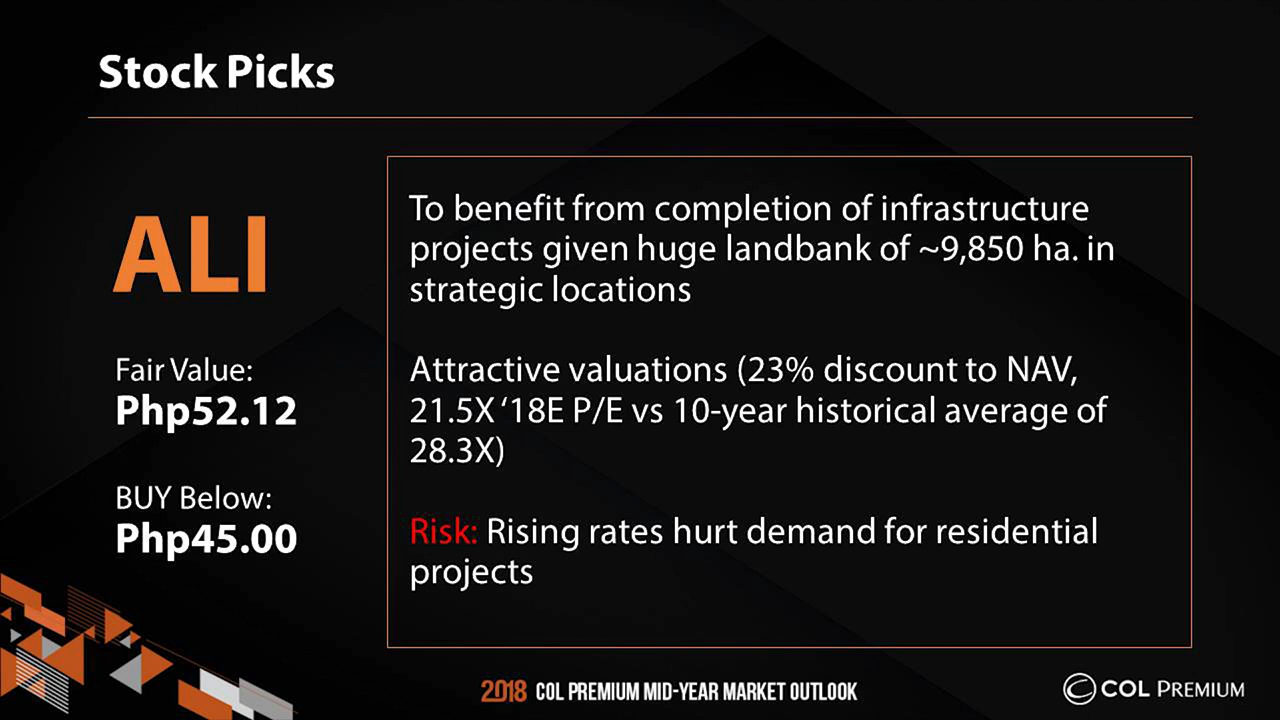 Stock Picks
ALI
Fair Value:
Php52.12
BUY Below:
Php45.00
To benefit from completion of infrastructure
projects given huge landbank of ~9,850 ha. in
strategic locations
Attractive valuations (23% discount to NAV,
21.5X ‘18E P/E vs 10-year historical average of
28.3X)
Risk: Rising rates hurt demand for residential
projects
2018 COL PREMIUM MID-YEAR MARKET OUTLOOK
COL PREMIUM